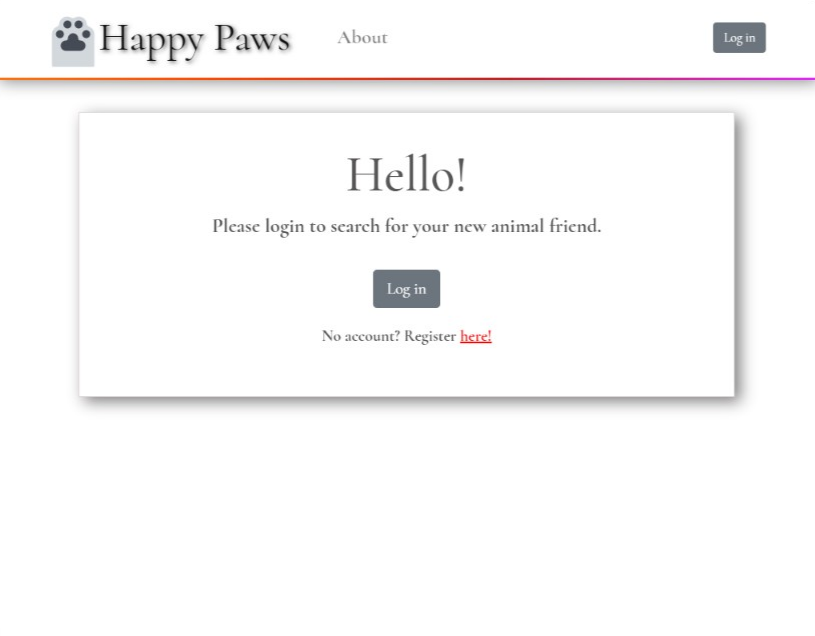 Happy Paws
About
Log in
Hello!
Please login to search for your new animal friend.
Log in
No account? Register here!